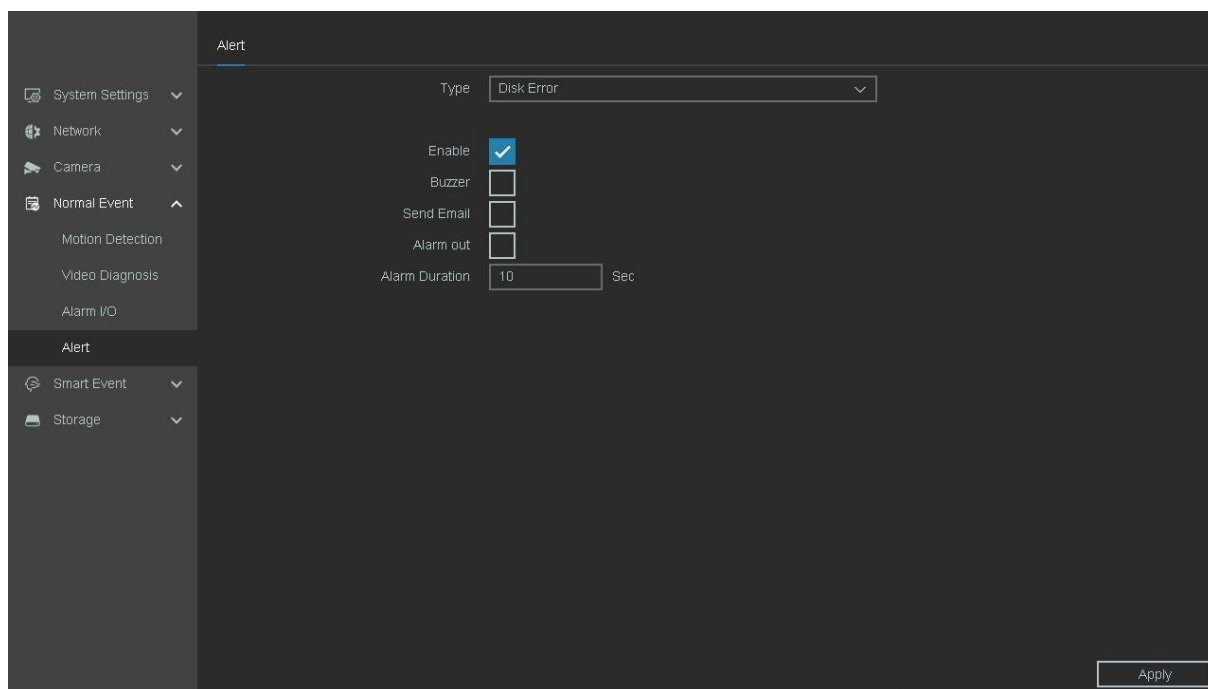 Alert
System Settings
Network
Camera
Normal Event
Motion Detection
Video Diagnosis
Alarm I/O
Alert
Smart Event
Storage
Type Disk Error
Enable
Buzzer
Send Email
Alarm out
Alarm Duration 10 Sec
Apply